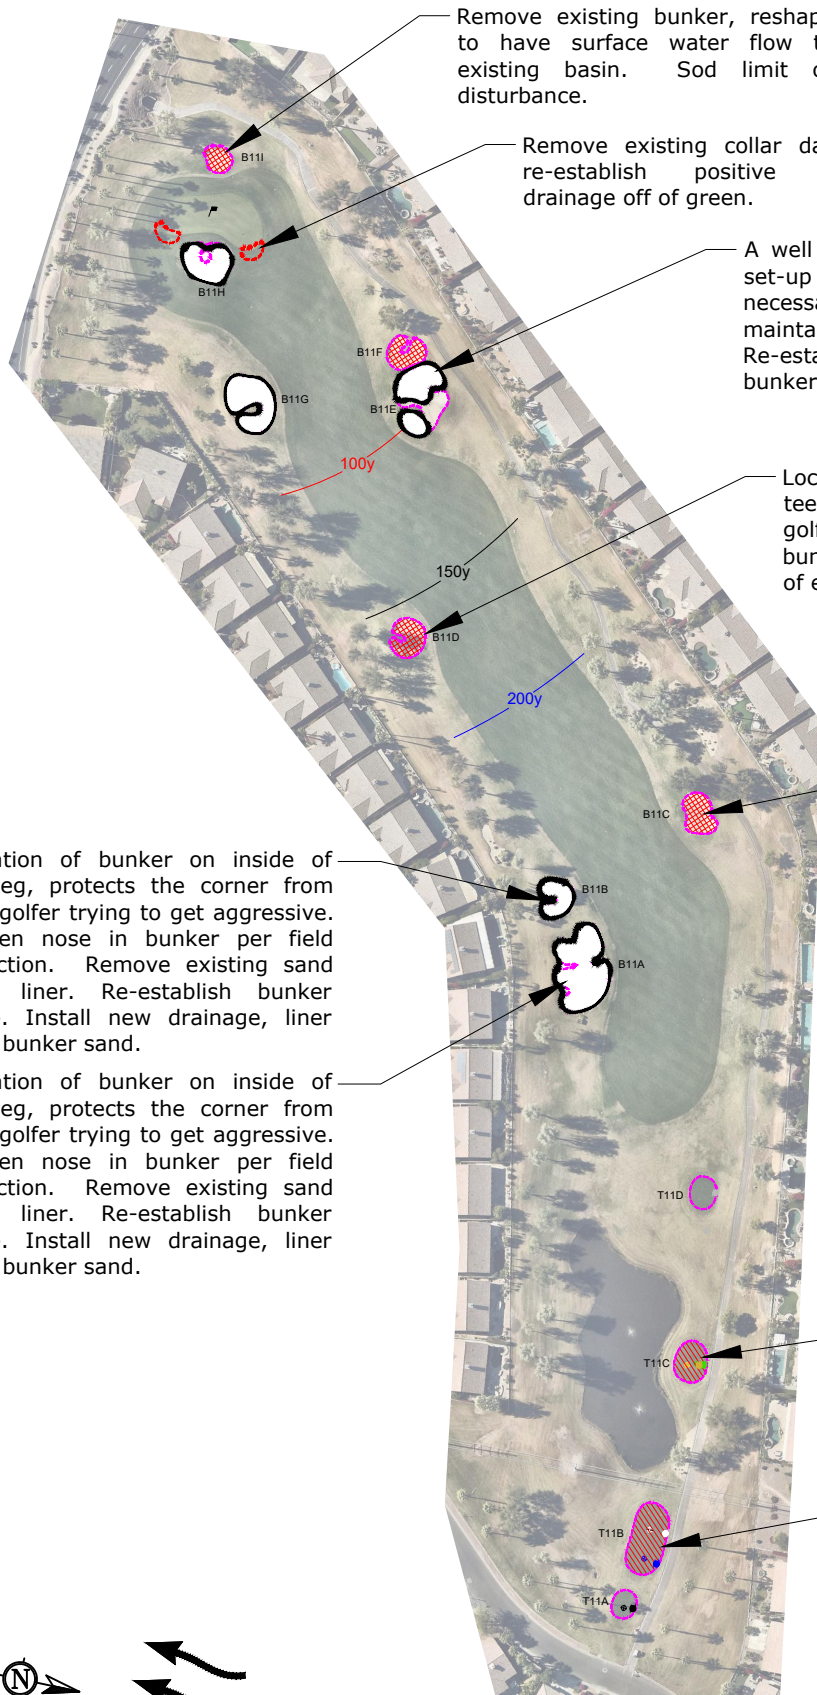 Remove existing bunker, reshap
to have surface water flow t
existing basin. Sod limit o
disturbance.
Remove existing collar da
re-establish positive
drainage off of green.
A well
set-up
necessa
mainta
Re-esta
bunker
Loc
tee
golf
bun
of e
B11I
B11H
B11F
B11E
B11G
100y
150y
B11D
200y
B11C
B11B
B11A
ation of bunker on inside of
eg, protects the corner from
golfer trying to get aggressive.
en nose in bunker per field
ction. Remove existing sand
liner. Re-establish bunker
. Install new drainage, liner
bunker sand.
ation of bunker on inside of
eg, protects the corner from
golfer trying to get aggressive.
en nose in bunker per field
ction. Remove existing sand
liner. Re-establish bunker
. Install new drainage, liner
bunker sand.
T11D
T11C
T11B
T11A
N